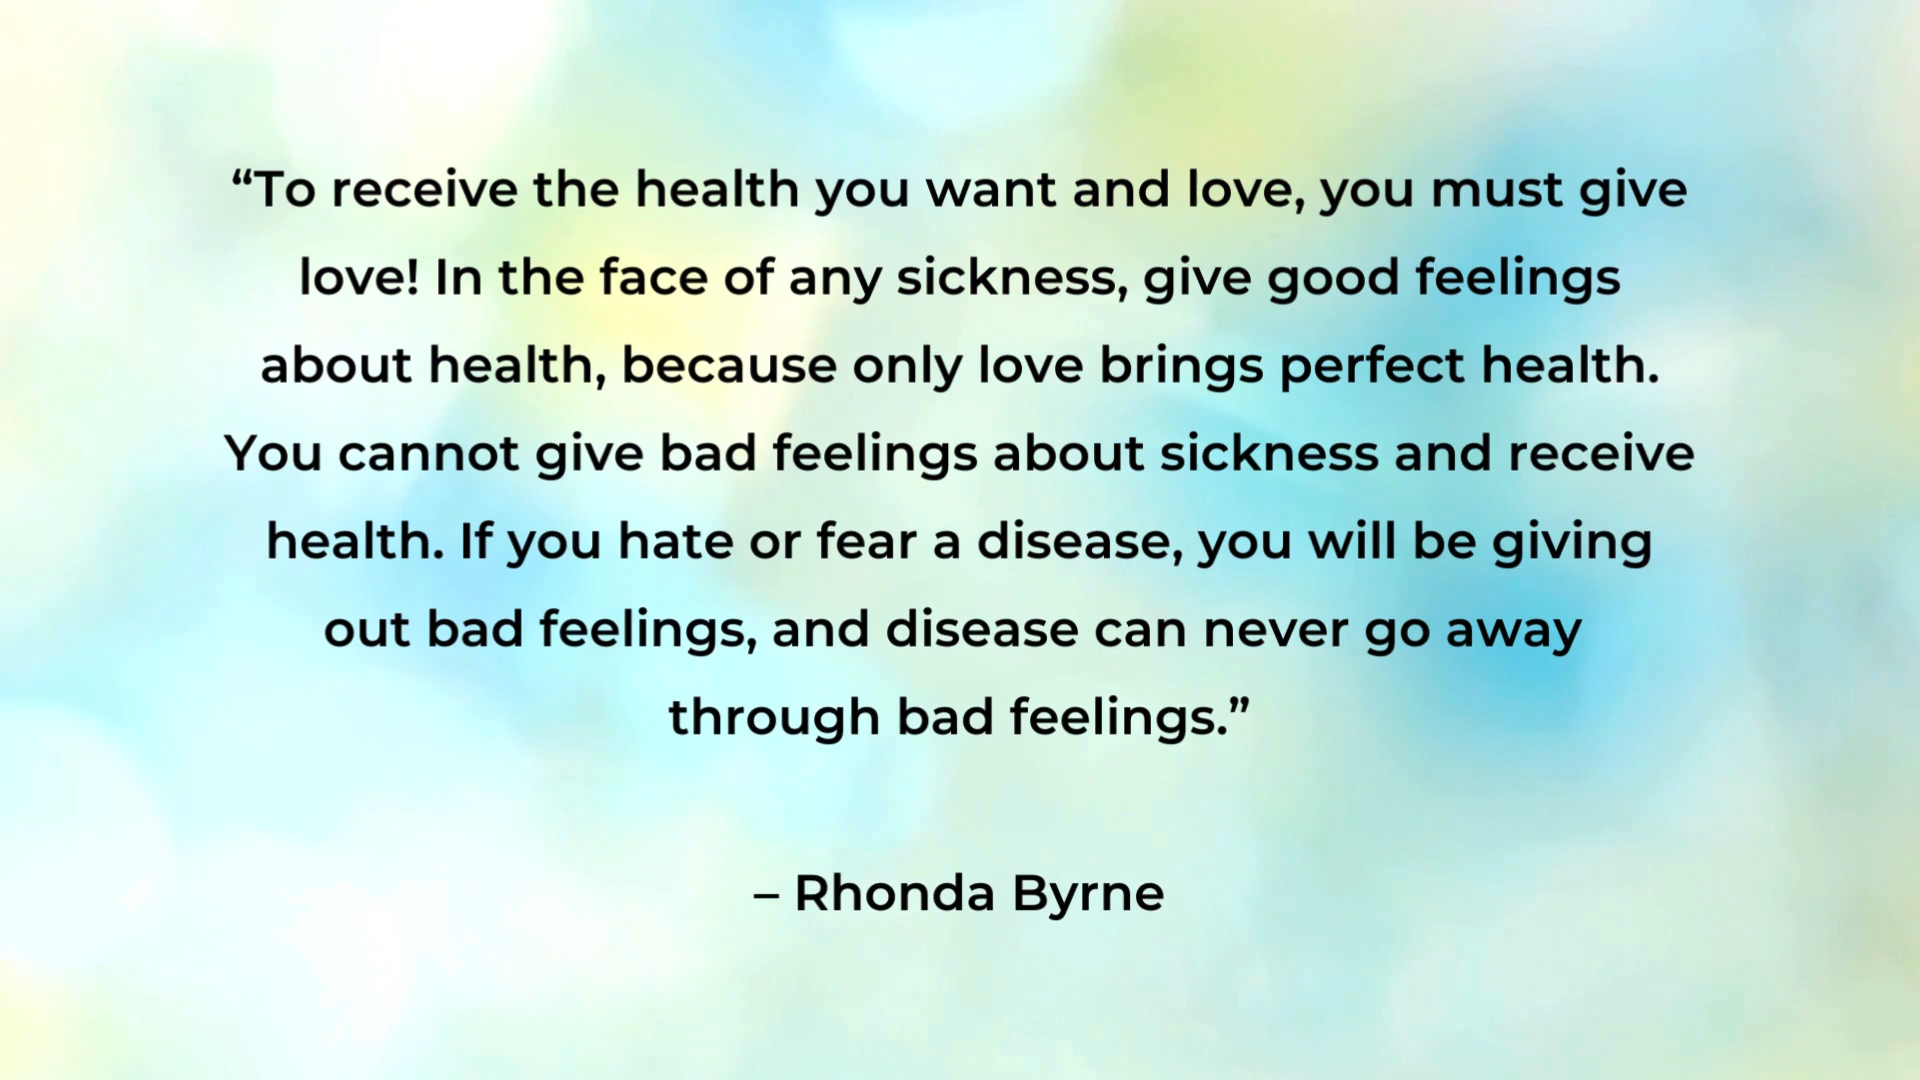 “To receive the health you want and love, you must give
love! In the face of any sickness, give good feelings
about health, because only love brings perfect health.
You cannot give bad feelings about sickness and receive
health. If you hate or fear a disease, you will be giving
out bad feelings, and disease can never go away
through bad feelings.”
– Rhonda Byrne